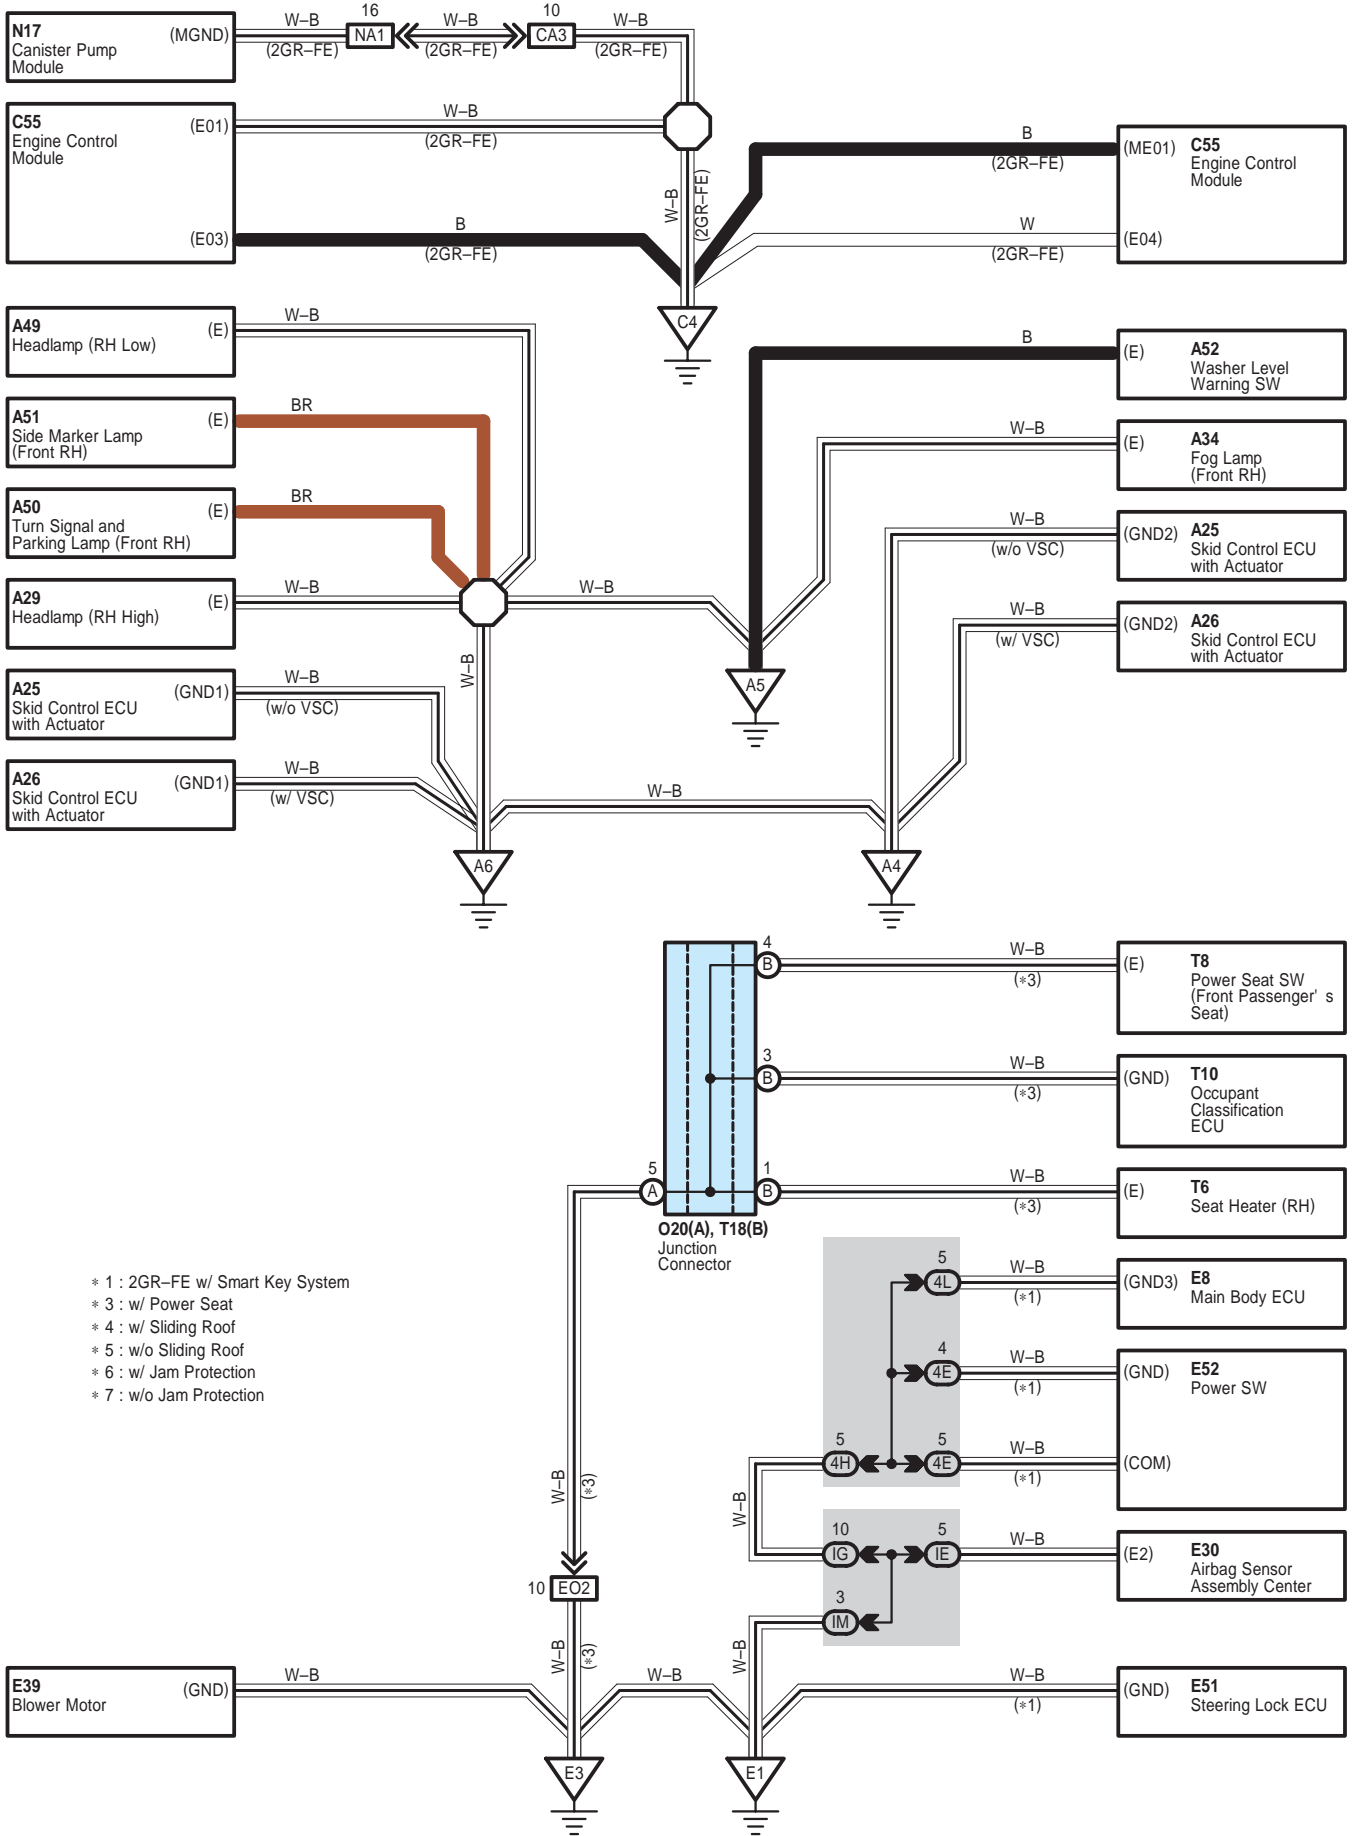 N17
Canister Pump
Module
(MGND)
W–B
(2GR–FE)
16
NA1
W–B
(2GR–FE)
10
CA3
W–B
(2GR–FE)
C55
Engine Control
Module
(E01)
W–B
(2GR–FE)
(E03)
B
(2GR–FE)
W–B
(2GR–FE)
B
(2GR–FE)
(ME01)
C55
Engine Control
Module
W
(2GR–FE)
(E04)
C4
A49
Headlamp (RH Low)
(E)
W–B
A51
Side Marker Lamp
(Front RH)
(E)
BR
A50
Turn Signal and
Parking Lamp (Front RH)
(E)
BR
A29
Headlamp (RH High)
(E)
W–B
W–B
A25
Skid Control ECU
with Actuator
(GND1)
W–B
(w/o VSC)
W–B
A26
Skid Control ECU
with Actuator
(GND1)
W–B
(w/ VSC)
W–B
A6
B
(E)
A52
Washer Level
Warning SW
W–B
(E)
A34
Fog Lamp
(Front RH)
W–B
(w/o VSC)
(GND2)
A25
Skid Control ECU
with Actuator
W–B
(w/ VSC)
(GND2)
A26
Skid Control ECU
with Actuator
A5
A4
4
B
W–B
(*3)
(E)
T8
Power Seat SW
(Front Passenger' s
Seat)
3
B
W–B
(*3)
(GND)
T10
Occupant
Classification
ECU
5
A
1
B
W–B
(*3)
(E)
T6
Seat Heater (RH)
O20(A), T18(B)
Junction
Connector
* 1 : 2GR–FE w/ Smart Key System
* 3 : w/ Power Seat
* 4 : w/ Sliding Roof
* 5 : w/o Sliding Roof
* 6 : w/ Jam Protection
* 7 : w/o Jam Protection
5
4L
W–B
(*1)
(GND3)
E8
Main Body ECU
4
4E
W–B
(*1)
(GND)
E52
Power SW
5
4H
5
4E
W–B
(*1)
(COM)
W–B
(*3)
W–B
10
IG
5
IE
W–B
(E2)
E30
Airbag Sensor
Assembly Center
10
EO2
3
IM
W–B
(*3)
W–B
E39
Blower Motor
(GND)
W–B
W–B
W–B
(*1)
(GND)
E51
Steering Lock ECU
E3
E1